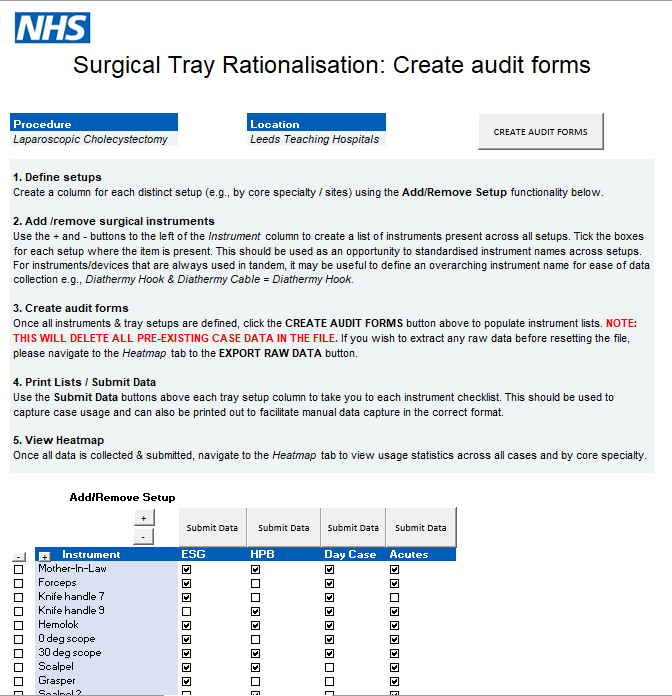 NHS
Surgical Tray Rationalisation: Create audit forms
Procedure
Laparoscopic Cholecystectomy
Location
Leeds Teaching Hospitals
CREATE AUDIT FORMS
1. Define setups
Create a column for each distinct setup (e.g., by core specialty / sites) using the Add/Remove Setup functionality below.
2. Add /remove surgical instruments
Use the + and - buttons to the left of the Instrument column to create a list of instruments present across all setups. Tick the boxes
for each setup where the item is present. This should be used as an opportunity to standardised instrument names across setups.
For instruments/devices that are always used in tandem, it may be useful to define an overarching instrument name for ease of data
collection e.g., Diathermy Hook & Diathermy Cable = Diathermy Hook.
3. Create audit forms
Once all instruments & tray setups are defined, click the CREATE AUDIT FORMS button above to populate instrument lists. NOTE:
THIS WILL DELETE ALL PRE-EXISTING CASE DATA IN THE FILE. If you wish to extract any raw data before resetting the file,
please navigate to the Heatmap tab to the EXPORT RAW DATA button.
4. Print Lists / Submit Data
Use the Submit Data buttons above each tray setup column to take you to each instrument checklist. This should be used to
capture case usage and can also be printed out to facilitate manual data capture in the correct format.
5. View Heatmap
Once all data is collected & submitted, navigate to the Heatmap tab to view usage statistics across all cases and by core specialty.
Add/Remove Setup
+
-
Submit Data Submit Data Submit Data Submit Data
- + Instrument ESG HPB Day Case Acutes
Mother-In-Law
Forceps
Knife handle 7
Knife handle 9
Hemolok
0 deg scope
30 deg scope
Scalpel
Grasper
Scalpel 2